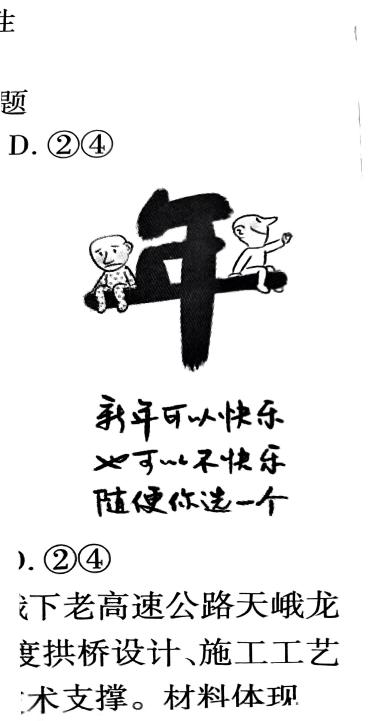 题
D. ②④
年
新年可以快乐
也可以不快乐
随便你选一个
). ②④
下老高速公路天峨龙
度拱桥设计、施工工艺
术支撑。材料体现